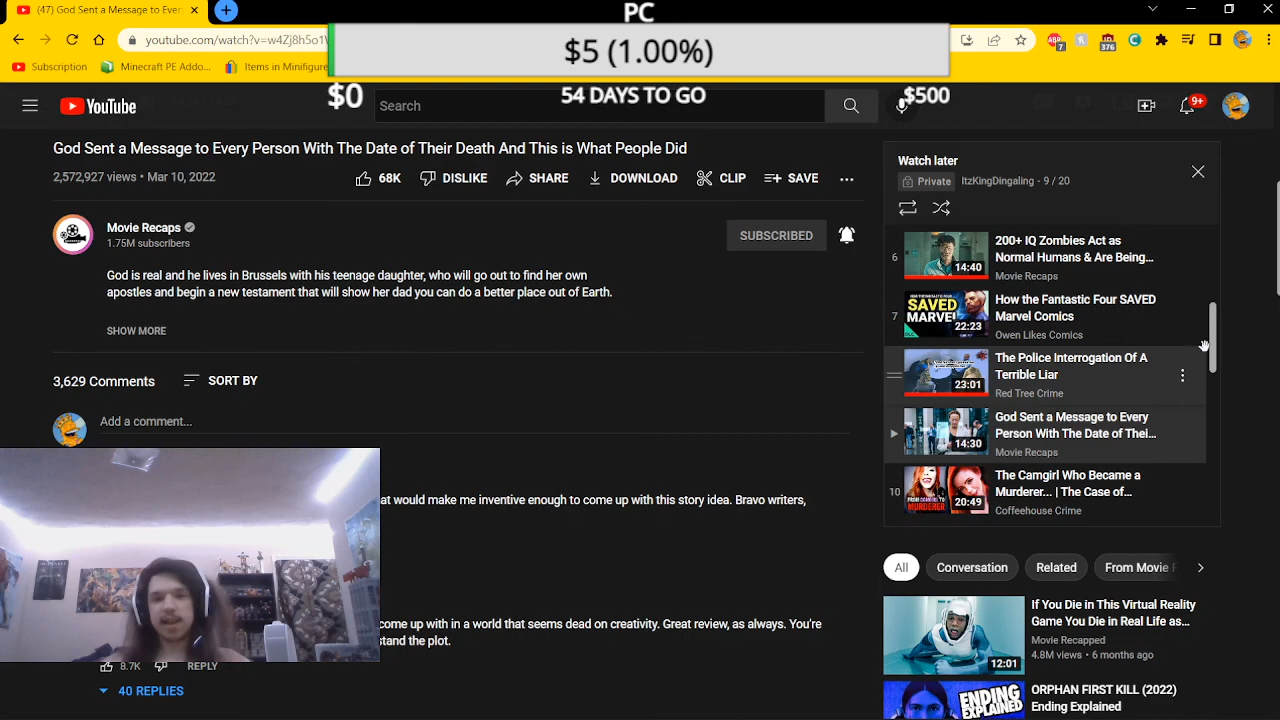 PC
(47) God Sent a Message to Ever
youtube.com/watch?v=w4Zj8h5o1
$5 (1.00%)
7
376
Subscription
Minecraft PE Addo...
Items in Minifigure
$0
54 DAYS TO GO
$500
YouTube
Search
9+
God Sent a Message to Every Person With The Date of Their Death And This is What People Did
2,572,927 views • Mar 10, 2022
68K
DISLIKE
SHARE
DOWNLOAD
CLIP
SAVE
Movie Recaps
1.75M subscribers
SUBSCRIBED
God is real and he lives in Brussels with his teenage daughter, who will go out to find her own
apostles and begin a new testament that will show her dad you can do a better place out of Earth.
SHOW MORE
3,629 Comments
SORT BY
Add a comment...
at would make me inventive enough to come up with this story idea. Bravo writers,
come up with in a world that seems dead on creativity. Great review, as always. You're
stand the plot.
8.7K
REPLY
40 REPLIES
Watch later
Private
ItzKingDingaling - 9 / 20
6
14:40
200+ IQ Zombies Act as
Normal Humans & Are Being...
Movie Recaps
7
SAVED
MARVEL
22:23
How the Fantastic Four SAVED
Marvel Comics
Owen Likes Comics
23:01
The Police Interrogation Of A
Terrible Liar
Red Tree Crime
14:30
God Sent a Message to Every
Person With The Date of Thei...
Movie Recaps
10
FROM CAMGIRL TO
MURDERER
20:49
The Camgirl Who Became a
Murderer... | The Case of...
Coffeehouse Crime
All
Conversation
Related
From Movie R
12:01
If You Die in This Virtual Reality
Game You Die in Real Life as...
Movie Recapped
4.8M views • 6 months ago
ENDING
EXPLAINED
ORPHAN FIRST KILL (2022)
Ending Explained